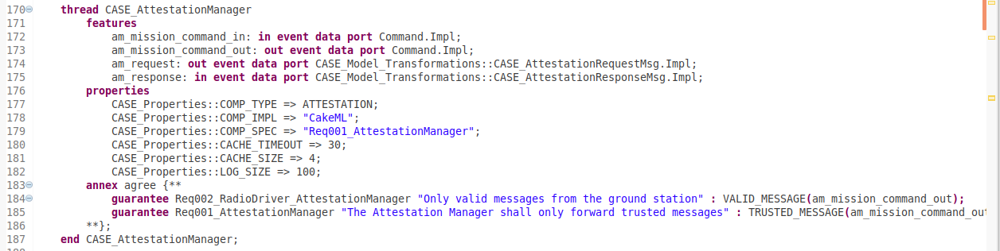 170 thread CASE_AttestationManager
171 features
172 am_mission_command_in: in event data port Command.Impl;
173 am_mission_command_out: out event data port Command.Impl;
174 am_request: out event data port CASE_Model_Transformations::CASE_AttestationRequestMsg.Impl;
175 am_response: in event data port CASE_Model_Transformations::CASE_AttestationResponseMsg.Impl;
176 properties
177 CASE_Properties::COMP_TYPE => ATTESTATION;
178 CASE_Properties::COMP_IMPL => "CakeML";
179 CASE_Properties::COMP_SPEC => "Req001_AttestationManager";
180 CASE_Properties::CACHE_TIMEOUT => 30;
181 CASE_Properties::CACHE_SIZE => 4;
182 CASE_Properties::LOG_SIZE => 100;
183 annex agree {**
184 guarantee Req002_RadioDriver_AttestationManager "Only valid messages from the ground station" : VALID_MESSAGE(am_mission_command_out);
185 guarantee Req001_AttestationManager "The Attestation Manager shall only forward trusted messages" : TRUSTED_MESSAGE(am_mission_command_out
186 **};
187 end CASE_AttestationManager;